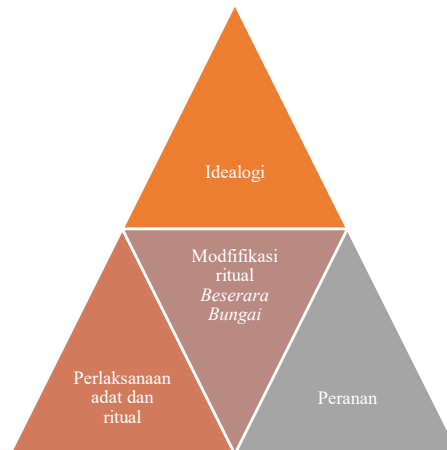 Idealogi
Modfifikasi
ritual
Beserara
Bungai
Perlaksanaan
adat dan
ritual
Peranan